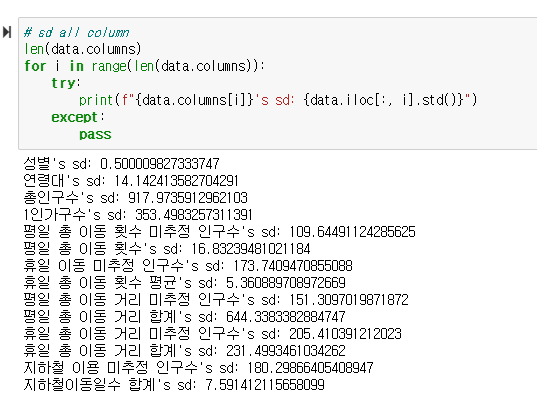 # sd all column
len(data.columns)
for i in range(len(data.columns)):
    try:
        print(f"{data.columns[i]}'s sd: {data.iloc[:, i].std()}")
    except:
        pass
성별's sd: 0.500009827333747
연령대's sd: 14.142413582704291
총인구수's sd: 917.9735912962103
1인가구수's sd: 353.4983257311391
평일 총 이동 횟수 미추정 인구수's sd: 109.64491124285625
평일 총 이동 횟수's sd: 16.83239481021184
휴일 이동 미추정 인구수's sd: 173.7409470855088
휴일 총 이동 횟수 평균's sd: 5.360889708972669
평일 총 이동 거리 미추정 인구수's sd: 151.3097019871872
평일 총 이동 거리 합계's sd: 644.3383382884747
휴일 총 이동 거리 미추정 인구수's sd: 205.410391212023
휴일 총 이동 거리 합계's sd: 231.4993461034262
지하철 이용 미추정 인구수's sd: 180.29866405408947
지하철이동일수 합계's sd: 7.591412115658099